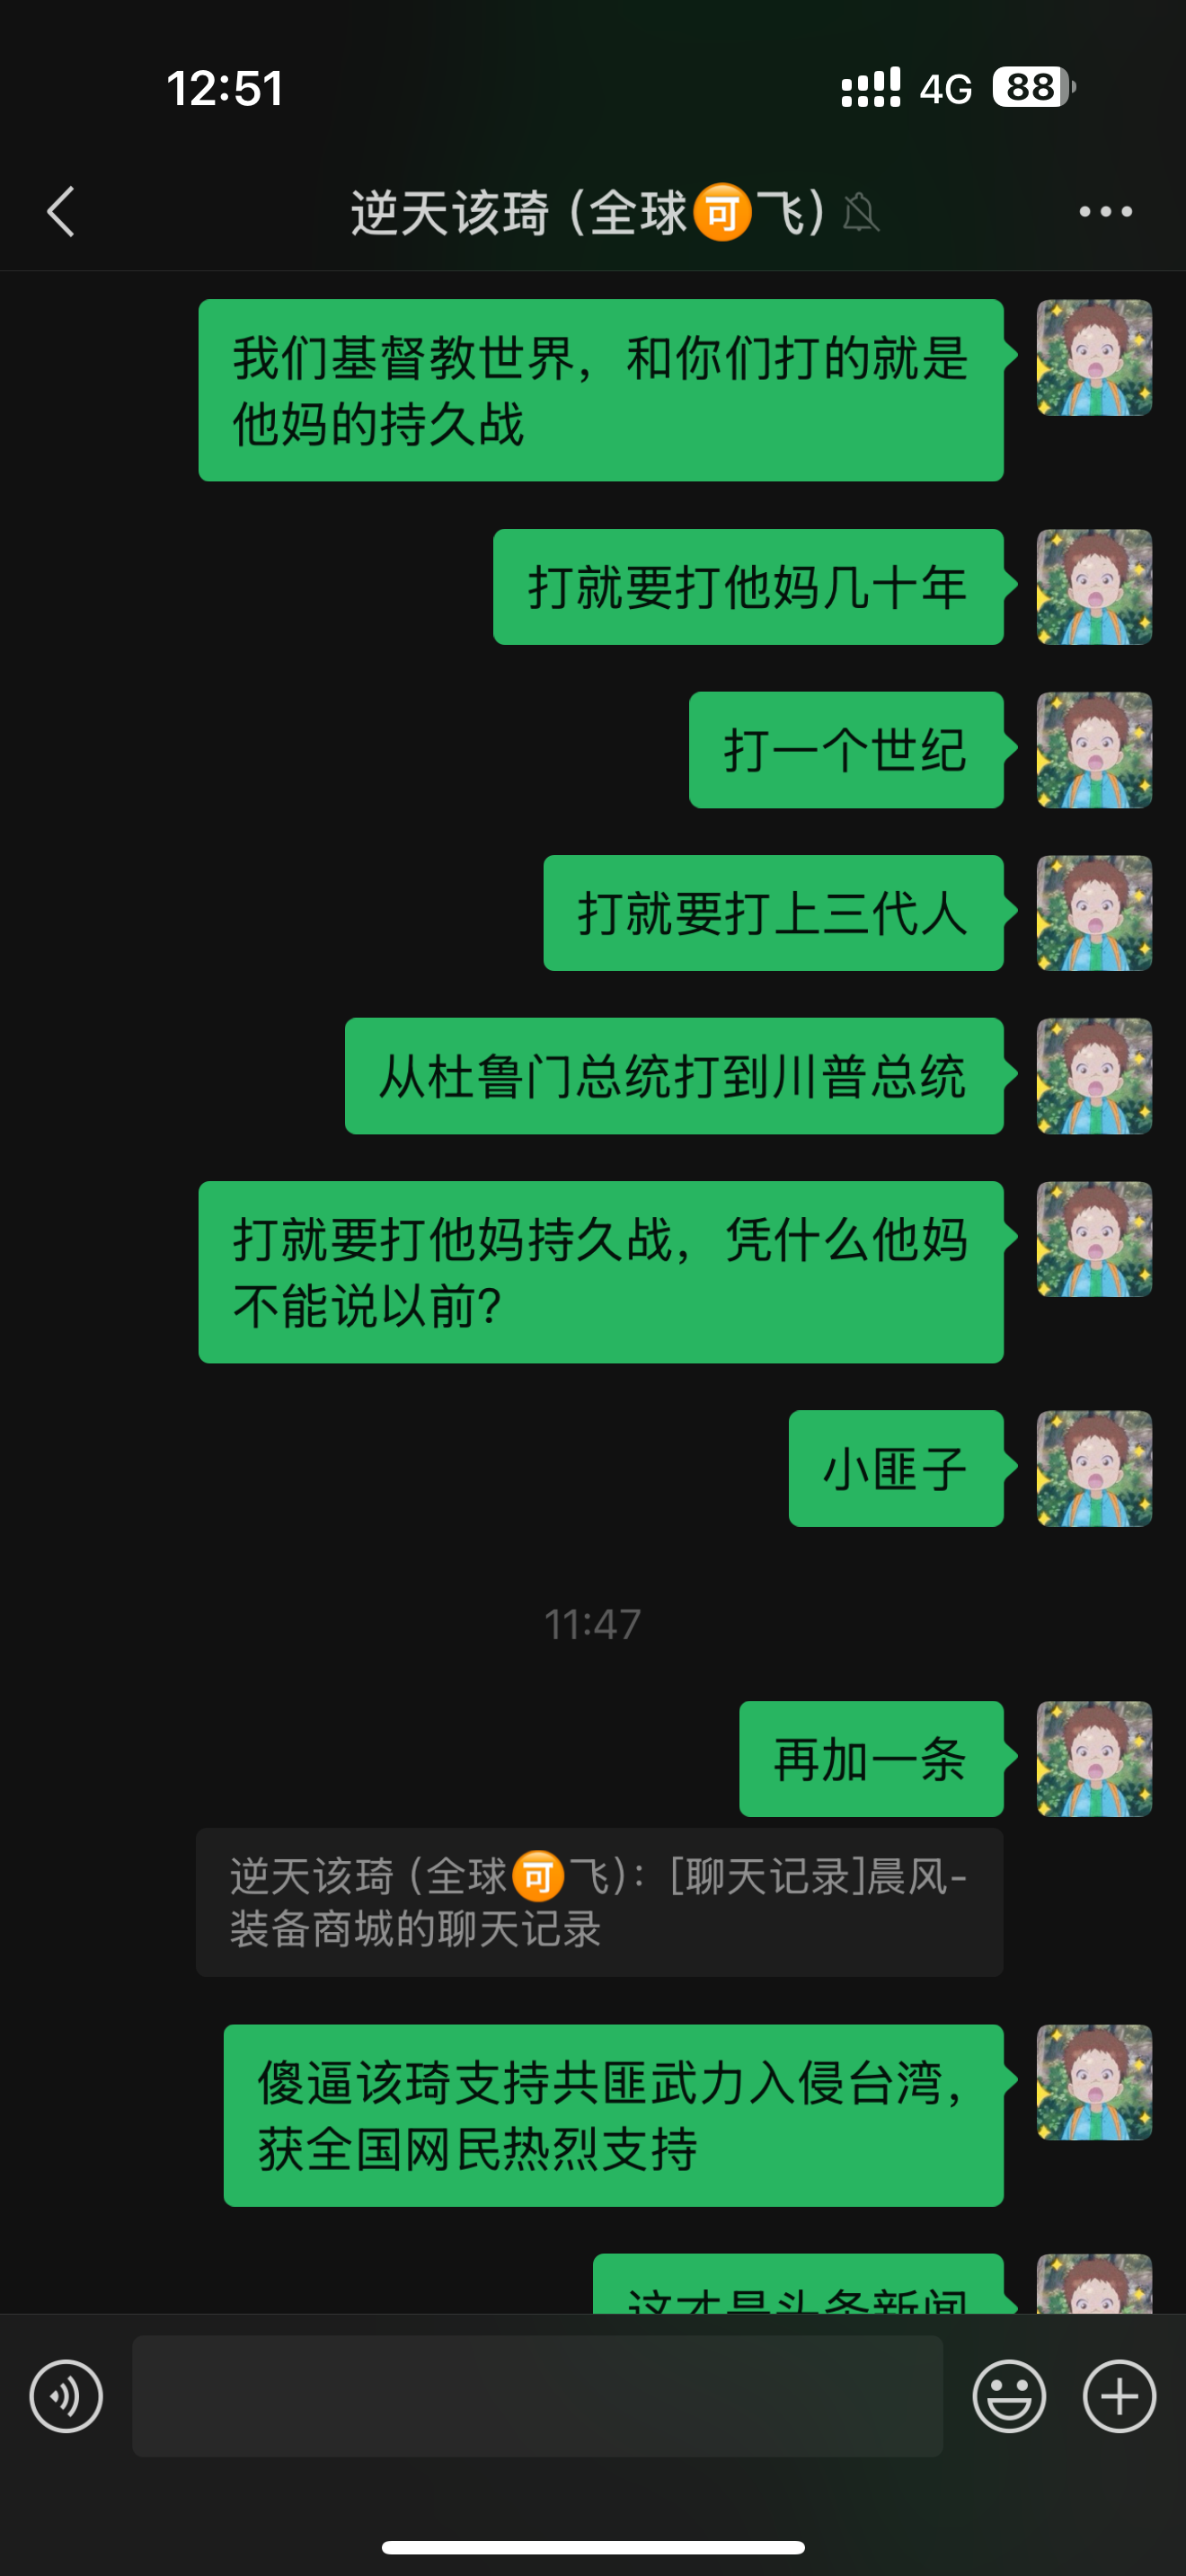 12:51
4G 88
逆天该琦（全球🉑飞）
我们基督教世界，和你们打的就是
他妈的持久战
打就要打他妈几十年
打一个世纪
打就要打上三代人
从杜鲁门总统打到川普总统
打就要打他妈持久战，凭什么他妈
不能说以前?
小匪子
11:47
再加一条
逆天该琦（全球🉑飞）：[聊天记录]晨风-
装备商城的聊天记录
傻逼该琦支持共匪武力入侵台湾，
获全国网民热烈支持
这才是头条新闻